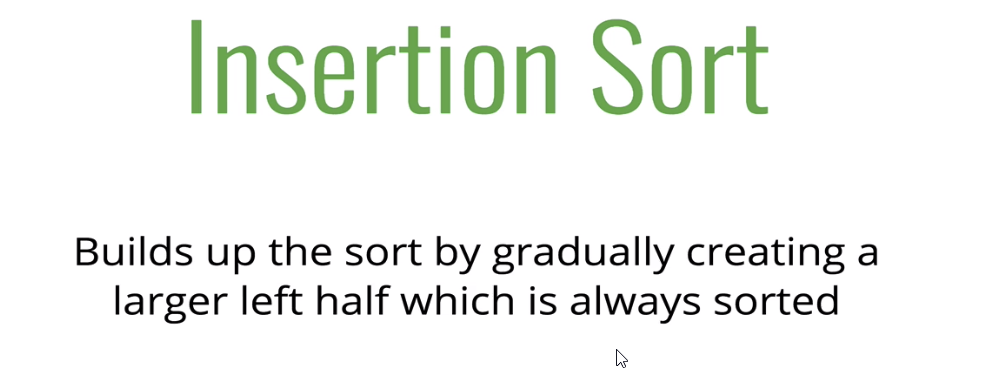 Insertion Sort
Builds up the sort by gradually creating a
larger left half which is always sorted